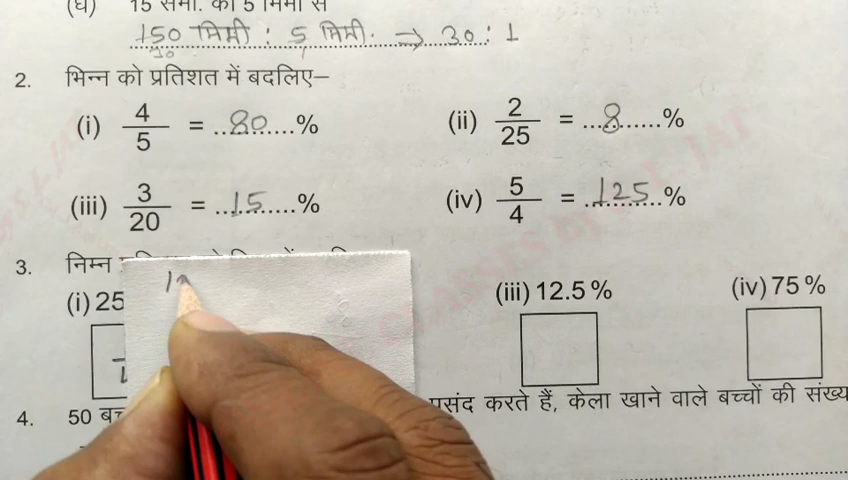 (घ) 15 सेमी. का 5 मिमी से
150 मिमी : 5 मिमी. → 30 : 1
2. भिन्न को प्रतिशत में बदलिए–
(i) 4/5 = ..80.......% (ii) 2/25 = ...8......%
(iii) 3/20 = ..15.......% (iv) 5/4 = ..125.......%
3. निम्न
(i) 25 (iii) 12.5% (iv) 75%
4. 50 पसंद करते हैं, केला खाने वाले बच्चों की